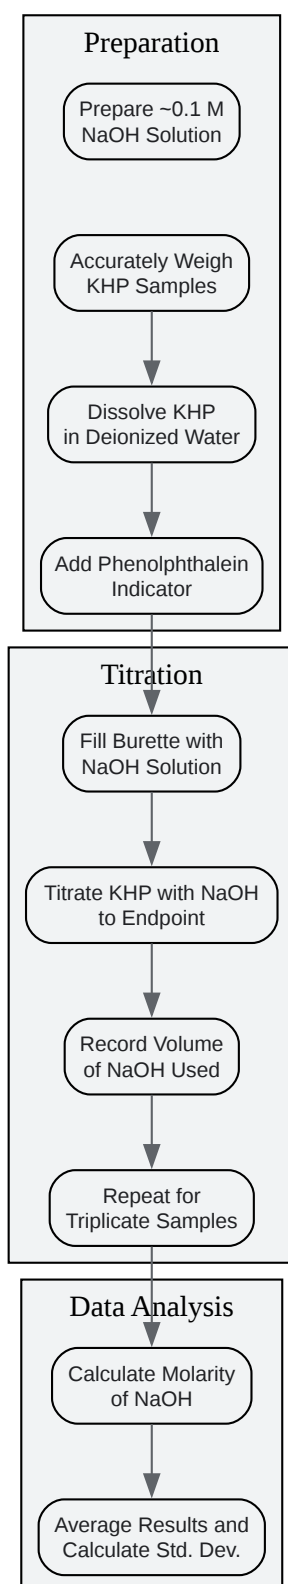 Preparation
Prepare ~0.1 M
NaOH Solution
Accurately Weigh
KHP Samples
Dissolve KHP
in Deionized Water
Add Phenolphthalein
Indicator
Titration
Fill Burette with
NaOH Solution
Titrate KHP with NaOH
to Endpoint
Record Volume
of NaOH Used
Repeat for
Triplicate Samples
Data Analysis
Calculate Molarity
of NaOH
Average Results and
Calculate Std. Dev.